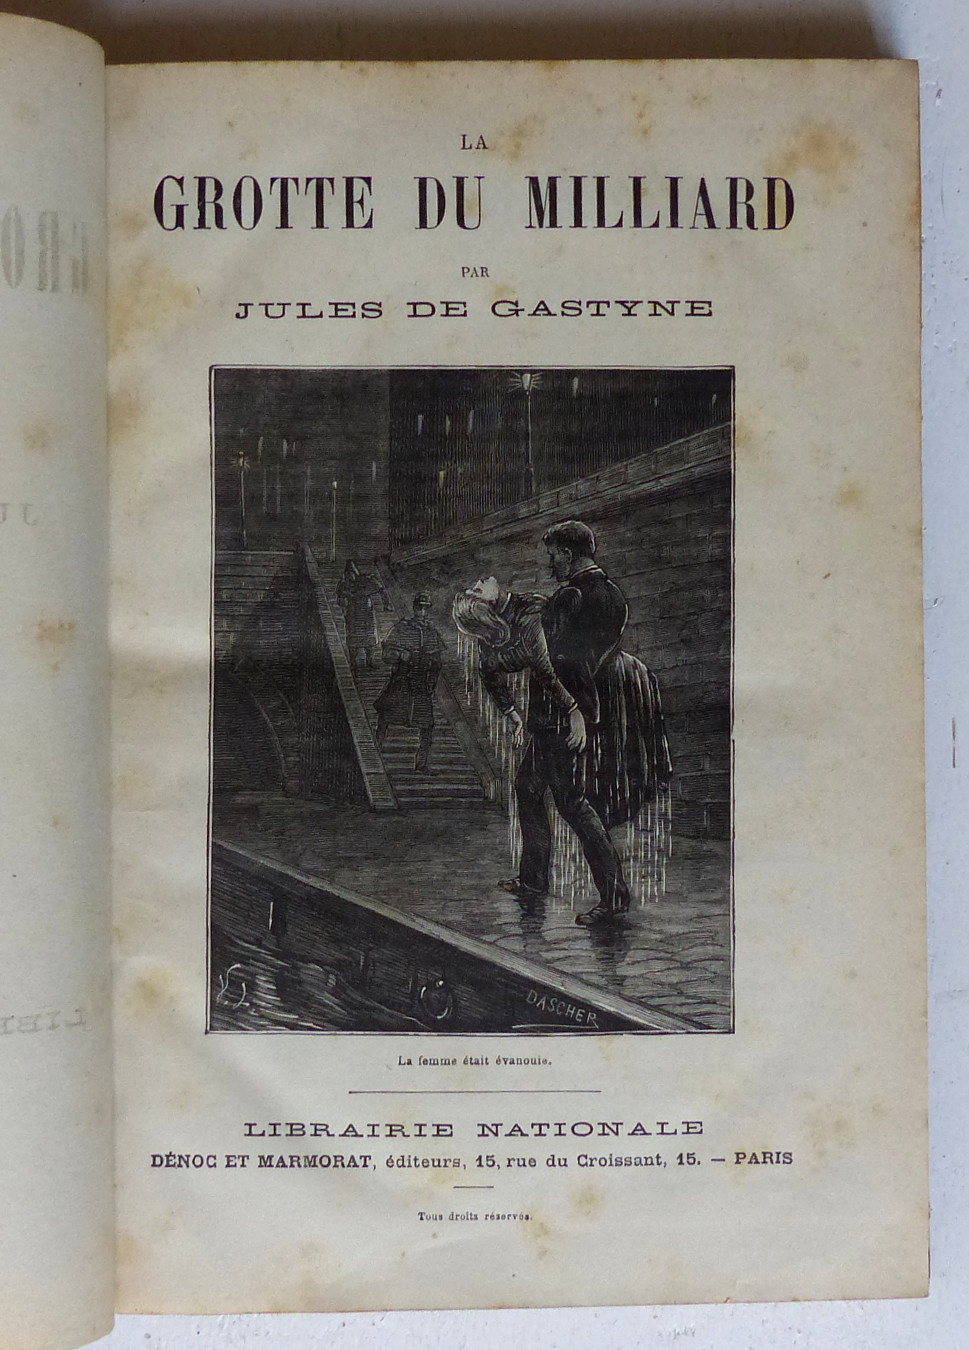 LA
GROTTE DU MILLIARD
PAR
JULES DE GASTYNE
DASCHER
La femme était évanouie.
LIBRAIRIE NATIONALE
DÉNOC ET MARMORAT, éditeurs, 15, rue du Croissant, 15. — PARIS
Tous droits réservés.